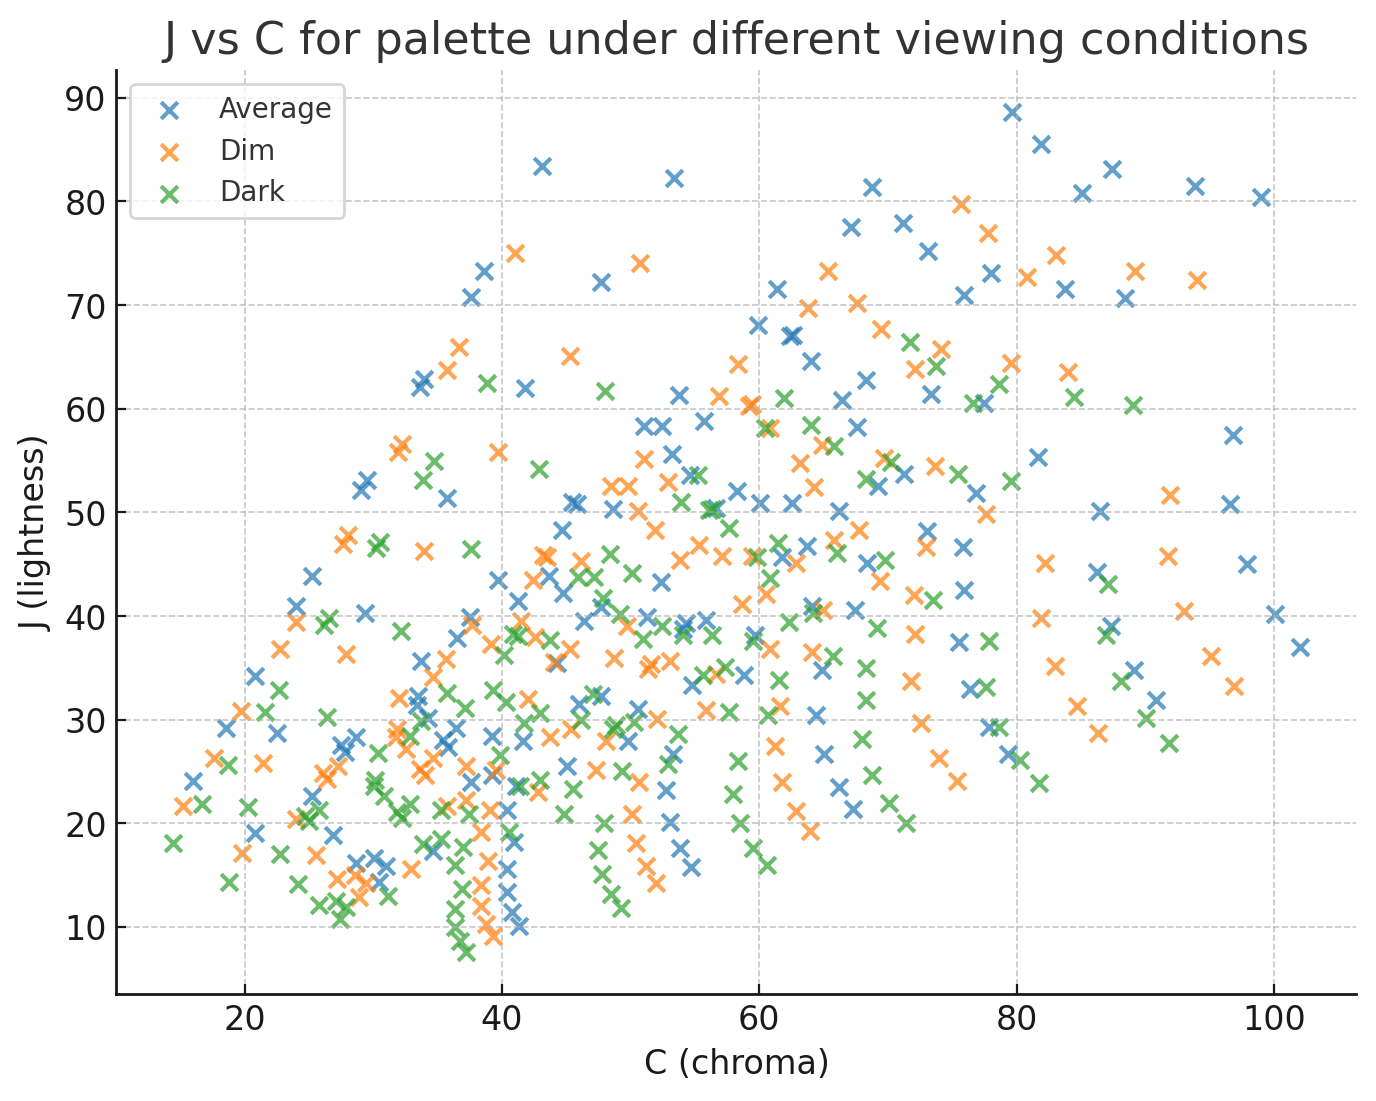 J vs C for palette under different viewing conditions
Average
Dim
Dark
90
80
70
60
50
40
30
20
10
J (lightness)
20 40 60 80 100
C (chroma)